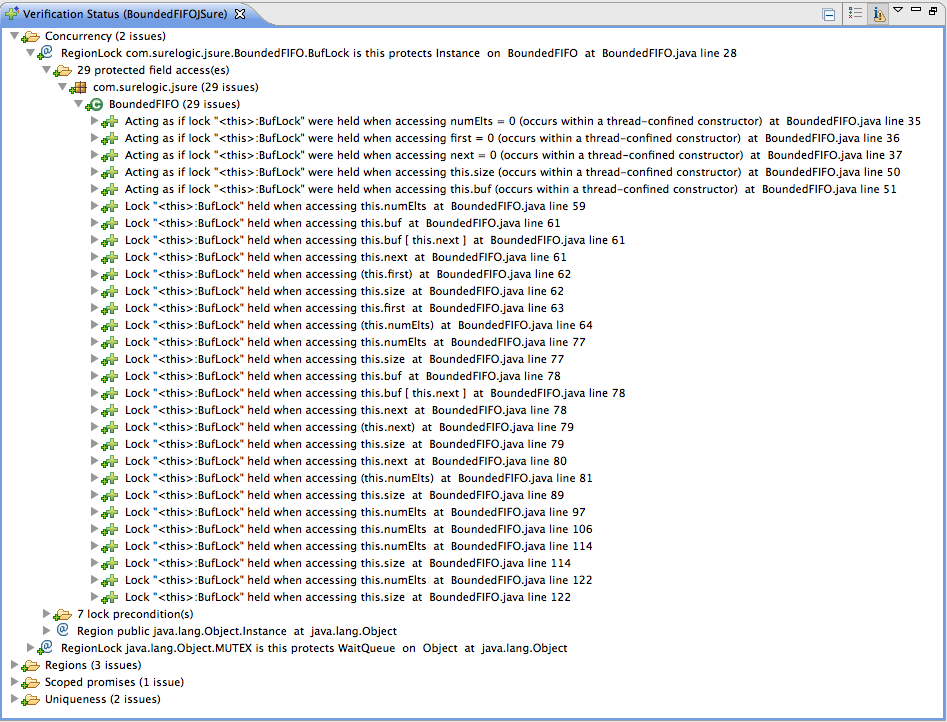 Verification Status (BoundedFIFOJSure)
Concurrency (2 issues)
RegionLock com.surelogic.jsure.BoundedFIFO.BufLock is this protects Instance on BoundedFIFO at BoundedFIFO.java line 28
29 protected field access(es)
com.surelogic.jsure (29 issues)
BoundedFIFO (29 issues)
Acting as if lock "<this>:BufLock" were held when accessing numElts = 0 (occurs within a thread-confined constructor) at BoundedFIFO.java line 35
Acting as if lock "<this>:BufLock" were held when accessing first = 0 (occurs within a thread-confined constructor) at BoundedFIFO.java line 36
Acting as if lock "<this>:BufLock" were held when accessing next = 0 (occurs within a thread-confined constructor) at BoundedFIFO.java line 37
Acting as if lock "<this>:BufLock" were held when accessing this.size (occurs within a thread-confined constructor) at BoundedFIFO.java line 50
Acting as if lock "<this>:BufLock" were held when accessing this.buf (occurs within a thread-confined constructor) at BoundedFIFO.java line 51
Lock "<this>:BufLock" held when accessing this.numElts at BoundedFIFO.java line 59
Lock "<this>:BufLock" held when accessing this.buf at BoundedFIFO.java line 61
Lock "<this>:BufLock" held when accessing this.buf [ this.next ] at BoundedFIFO.java line 61
Lock "<this>:BufLock" held when accessing this.next at BoundedFIFO.java line 61
Lock "<this>:BufLock" held when accessing (this.first) at BoundedFIFO.java line 62
Lock "<this>:BufLock" held when accessing this.size at BoundedFIFO.java line 62
Lock "<this>:BufLock" held when accessing this.first at BoundedFIFO.java line 63
Lock "<this>:BufLock" held when accessing (this.numElts) at BoundedFIFO.java line 64
Lock "<this>:BufLock" held when accessing this.numElts at BoundedFIFO.java line 77
Lock "<this>:BufLock" held when accessing this.size at BoundedFIFO.java line 77
Lock "<this>:BufLock" held when accessing this.buf at BoundedFIFO.java line 78
Lock "<this>:BufLock" held when accessing this.buf [ this.next ] at BoundedFIFO.java line 78
Lock "<this>:BufLock" held when accessing this.next at BoundedFIFO.java line 78
Lock "<this>:BufLock" held when accessing (this.next) at BoundedFIFO.java line 79
Lock "<this>:BufLock" held when accessing this.size at BoundedFIFO.java line 79
Lock "<this>:BufLock" held when accessing this.next at BoundedFIFO.java line 80
Lock "<this>:BufLock" held when accessing (this.numElts) at BoundedFIFO.java line 81
Lock "<this>:BufLock" held when accessing this.size at BoundedFIFO.java line 89
Lock "<this>:BufLock" held when accessing this.numElts at BoundedFIFO.java line 97
Lock "<this>:BufLock" held when accessing this.numElts at BoundedFIFO.java line 106
Lock "<this>:BufLock" held when accessing this.numElts at BoundedFIFO.java line 114
Lock "<this>:BufLock" held when accessing this.size at BoundedFIFO.java line 114
Lock "<this>:BufLock" held when accessing this.numElts at BoundedFIFO.java line 122
Lock "<this>:BufLock" held when accessing this.size at BoundedFIFO.java line 122
7 lock precondition(s)
Region public java.lang.Object.Instance at java.lang.Object
RegionLock java.lang.Object.MUTEX is this protects WaitQueue on Object at java.lang.Object
Regions (3 issues)
Scoped promises (1 issue)
Uniqueness (2 issues)